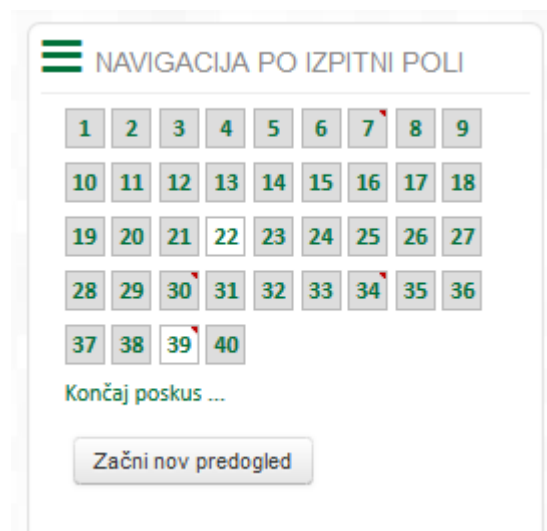 NAVIGACIJA PO IZPITNI POLI
1 2 3 4 5 6 7 8 9
10 11 12 13 14 15 16 17 18
19 20 21 22 23 24 25 26 27
28 29 30 31 32 33 34 35 36
37 38 39 40
Končaj poskus ...
Začni nov predogled